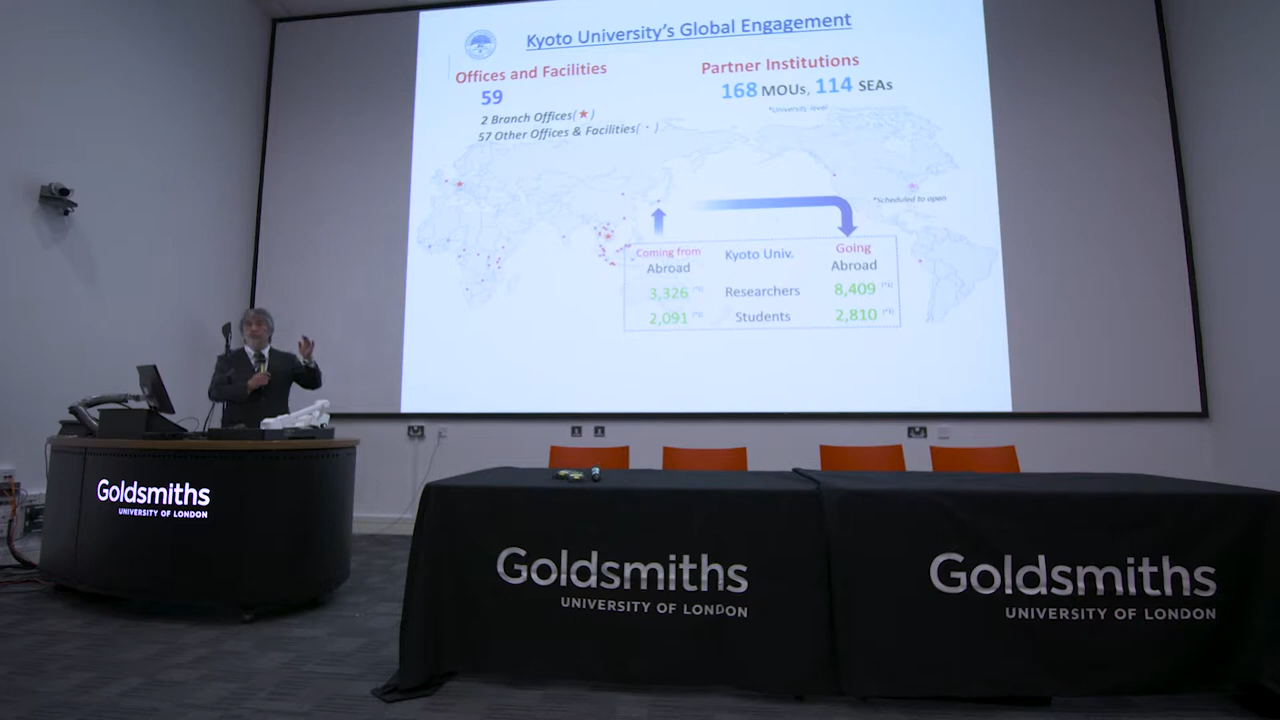 Kyoto University's Global Engagement
Offices and Facilities
59
2 Branch Offices(★)
57 Other Offices & Facilities( · )
Partner Institutions
168 MOUs, 114 SEAs
*University-level
*Scheduled to open
Coming from Abroad
Kyoto Univ.
Going Abroad
3,326 Researchers 8,409
2,091 Students 2,810
Goldsmiths
UNIVERSITY OF LONDON
Goldsmiths
UNIVERSITY OF LONDON
Goldsmiths
UNIVERSITY OF LONDON